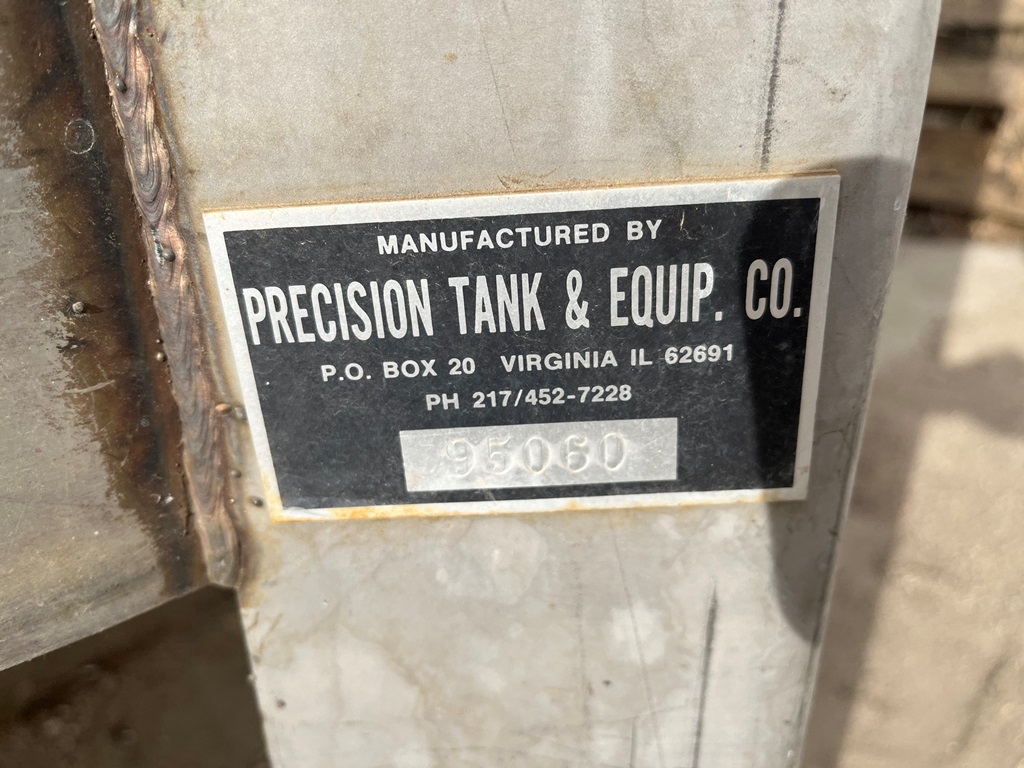 MANUFACTURED BY
PRECISION TANK & EQUIP. CO.
P.O. BOX 20 VIRGINIA IL 62691
PH 217/452-7228
95060